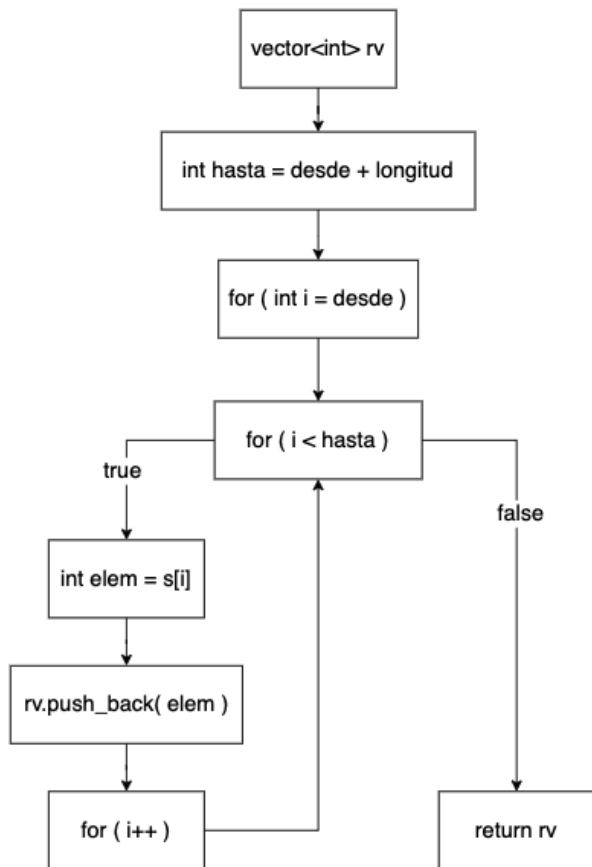 vector<int> rv
int hasta = desde + longitud
for ( int i = desde )
for ( i < hasta )
true
false
int elem = s[i]
rv.push_back( elem )
for ( i++ )
return rv